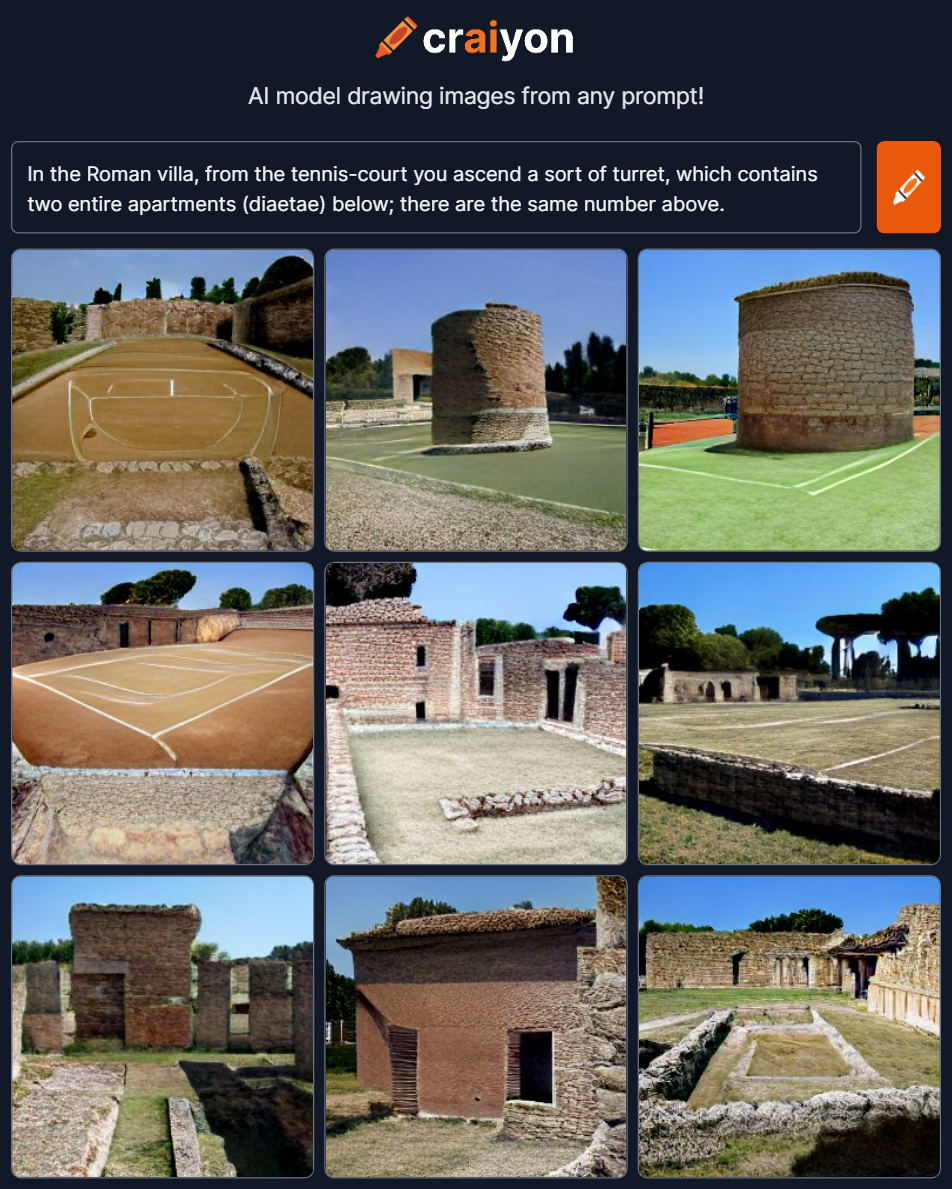 craiyon
AI model drawing images from any prompt!
In the Roman villa, from the tennis-court you ascend a sort of turret, which contains
two entire apartments (diaetae) below; there are the same number above.